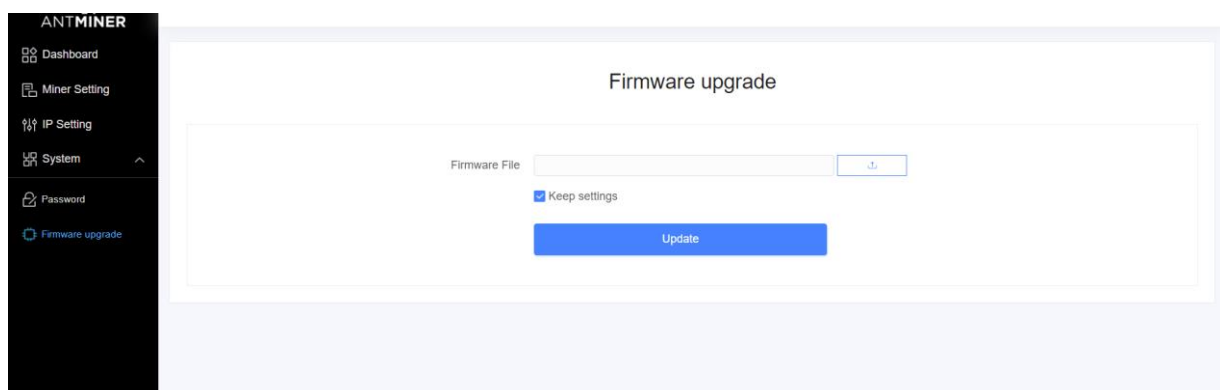 ANTMINER
Dashboard
Miner Setting
IP Setting
System
Password
Firmware upgrade
Firmware upgrade
Firmware File
Keep settings
Update